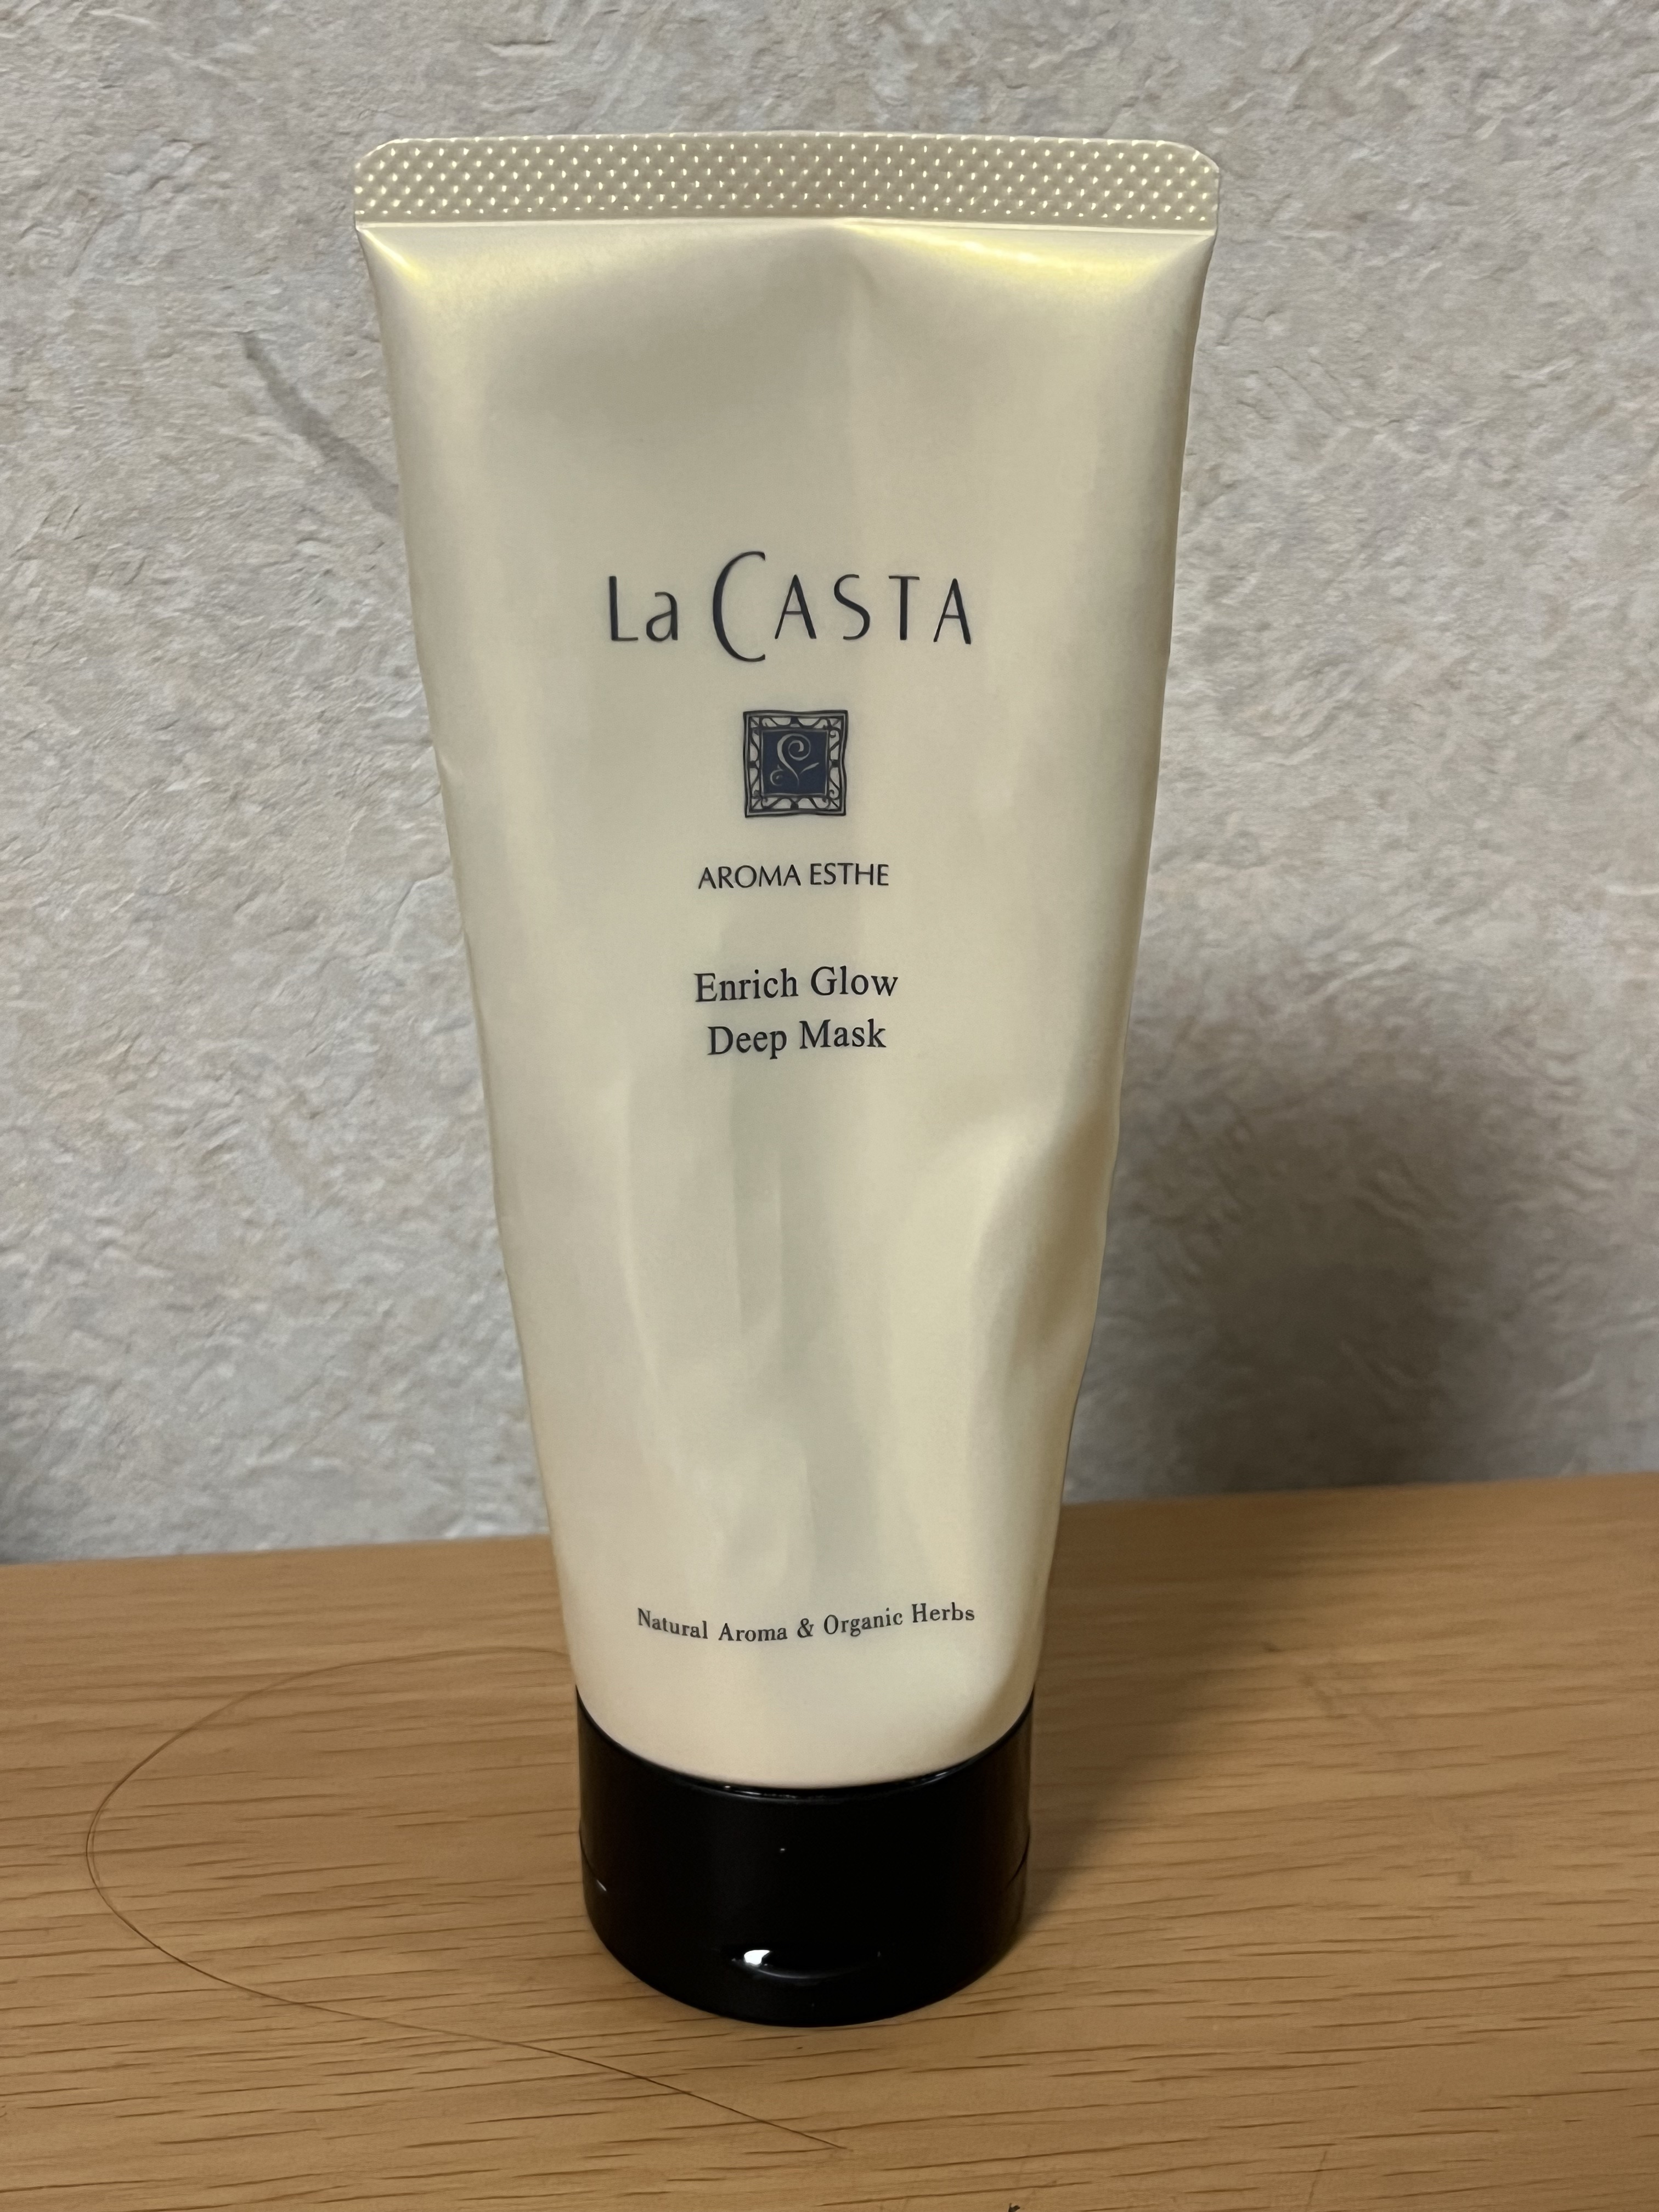 La CASTA
AROMA ESTHE
Enrich Glow
Deep Mask
Natural Aroma & Organic Herbs